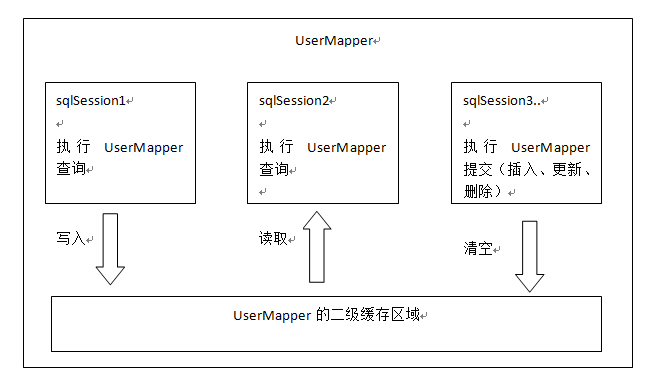 UserMapper
sqlSession1
执行 UserMapper
查询
sqlSession2
执行 UserMapper
查询
sqlSession3..
执行 UserMapper
提交（插入、更新、
删除）
写入
读取
清空
UserMapper 的二级缓存区域